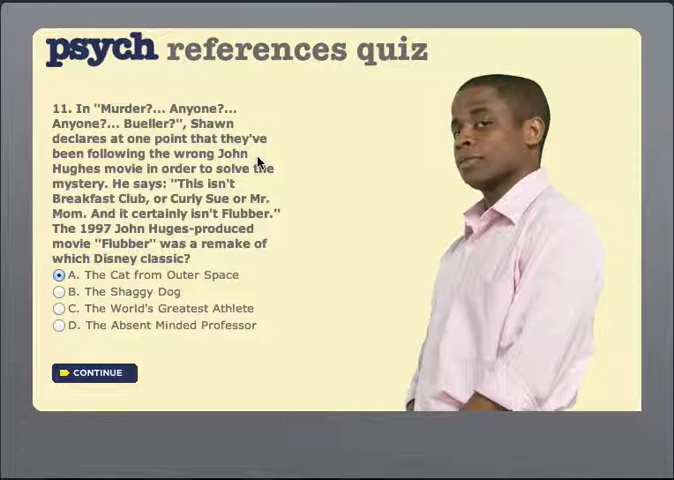 psych references quiz
11. In "Murder?... Anyone?...
Anyone?... Bueller?", Shawn
declares at one point that they've
been following the wrong John
Hughes movie in order to solve the
mystery. He says: "This isn't
Breakfast Club, or Curly Sue or Mr.
Mom. And it certainly isn't Flubber."
The 1997 John Huges-produced
movie "Flubber" was a remake of
which Disney classic?
A. The Cat from Outer Space
B. The Shaggy Dog
C. The World's Greatest Athlete
D. The Absent Minded Professor
CONTINUE